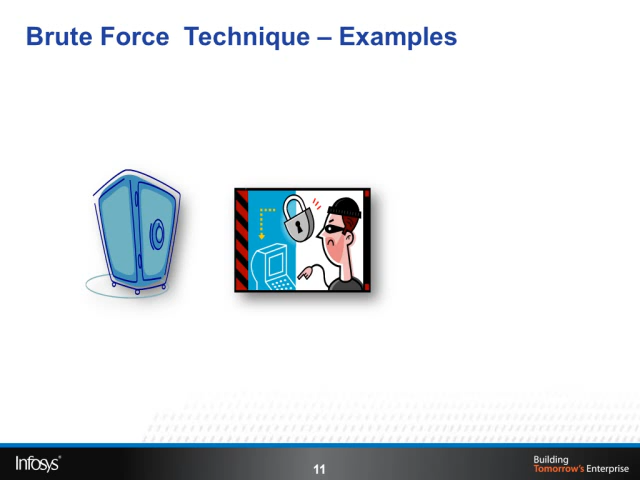 Brute Force  Technique – Examples
Infosys®
11
Building
Tomorrow's Enterprise